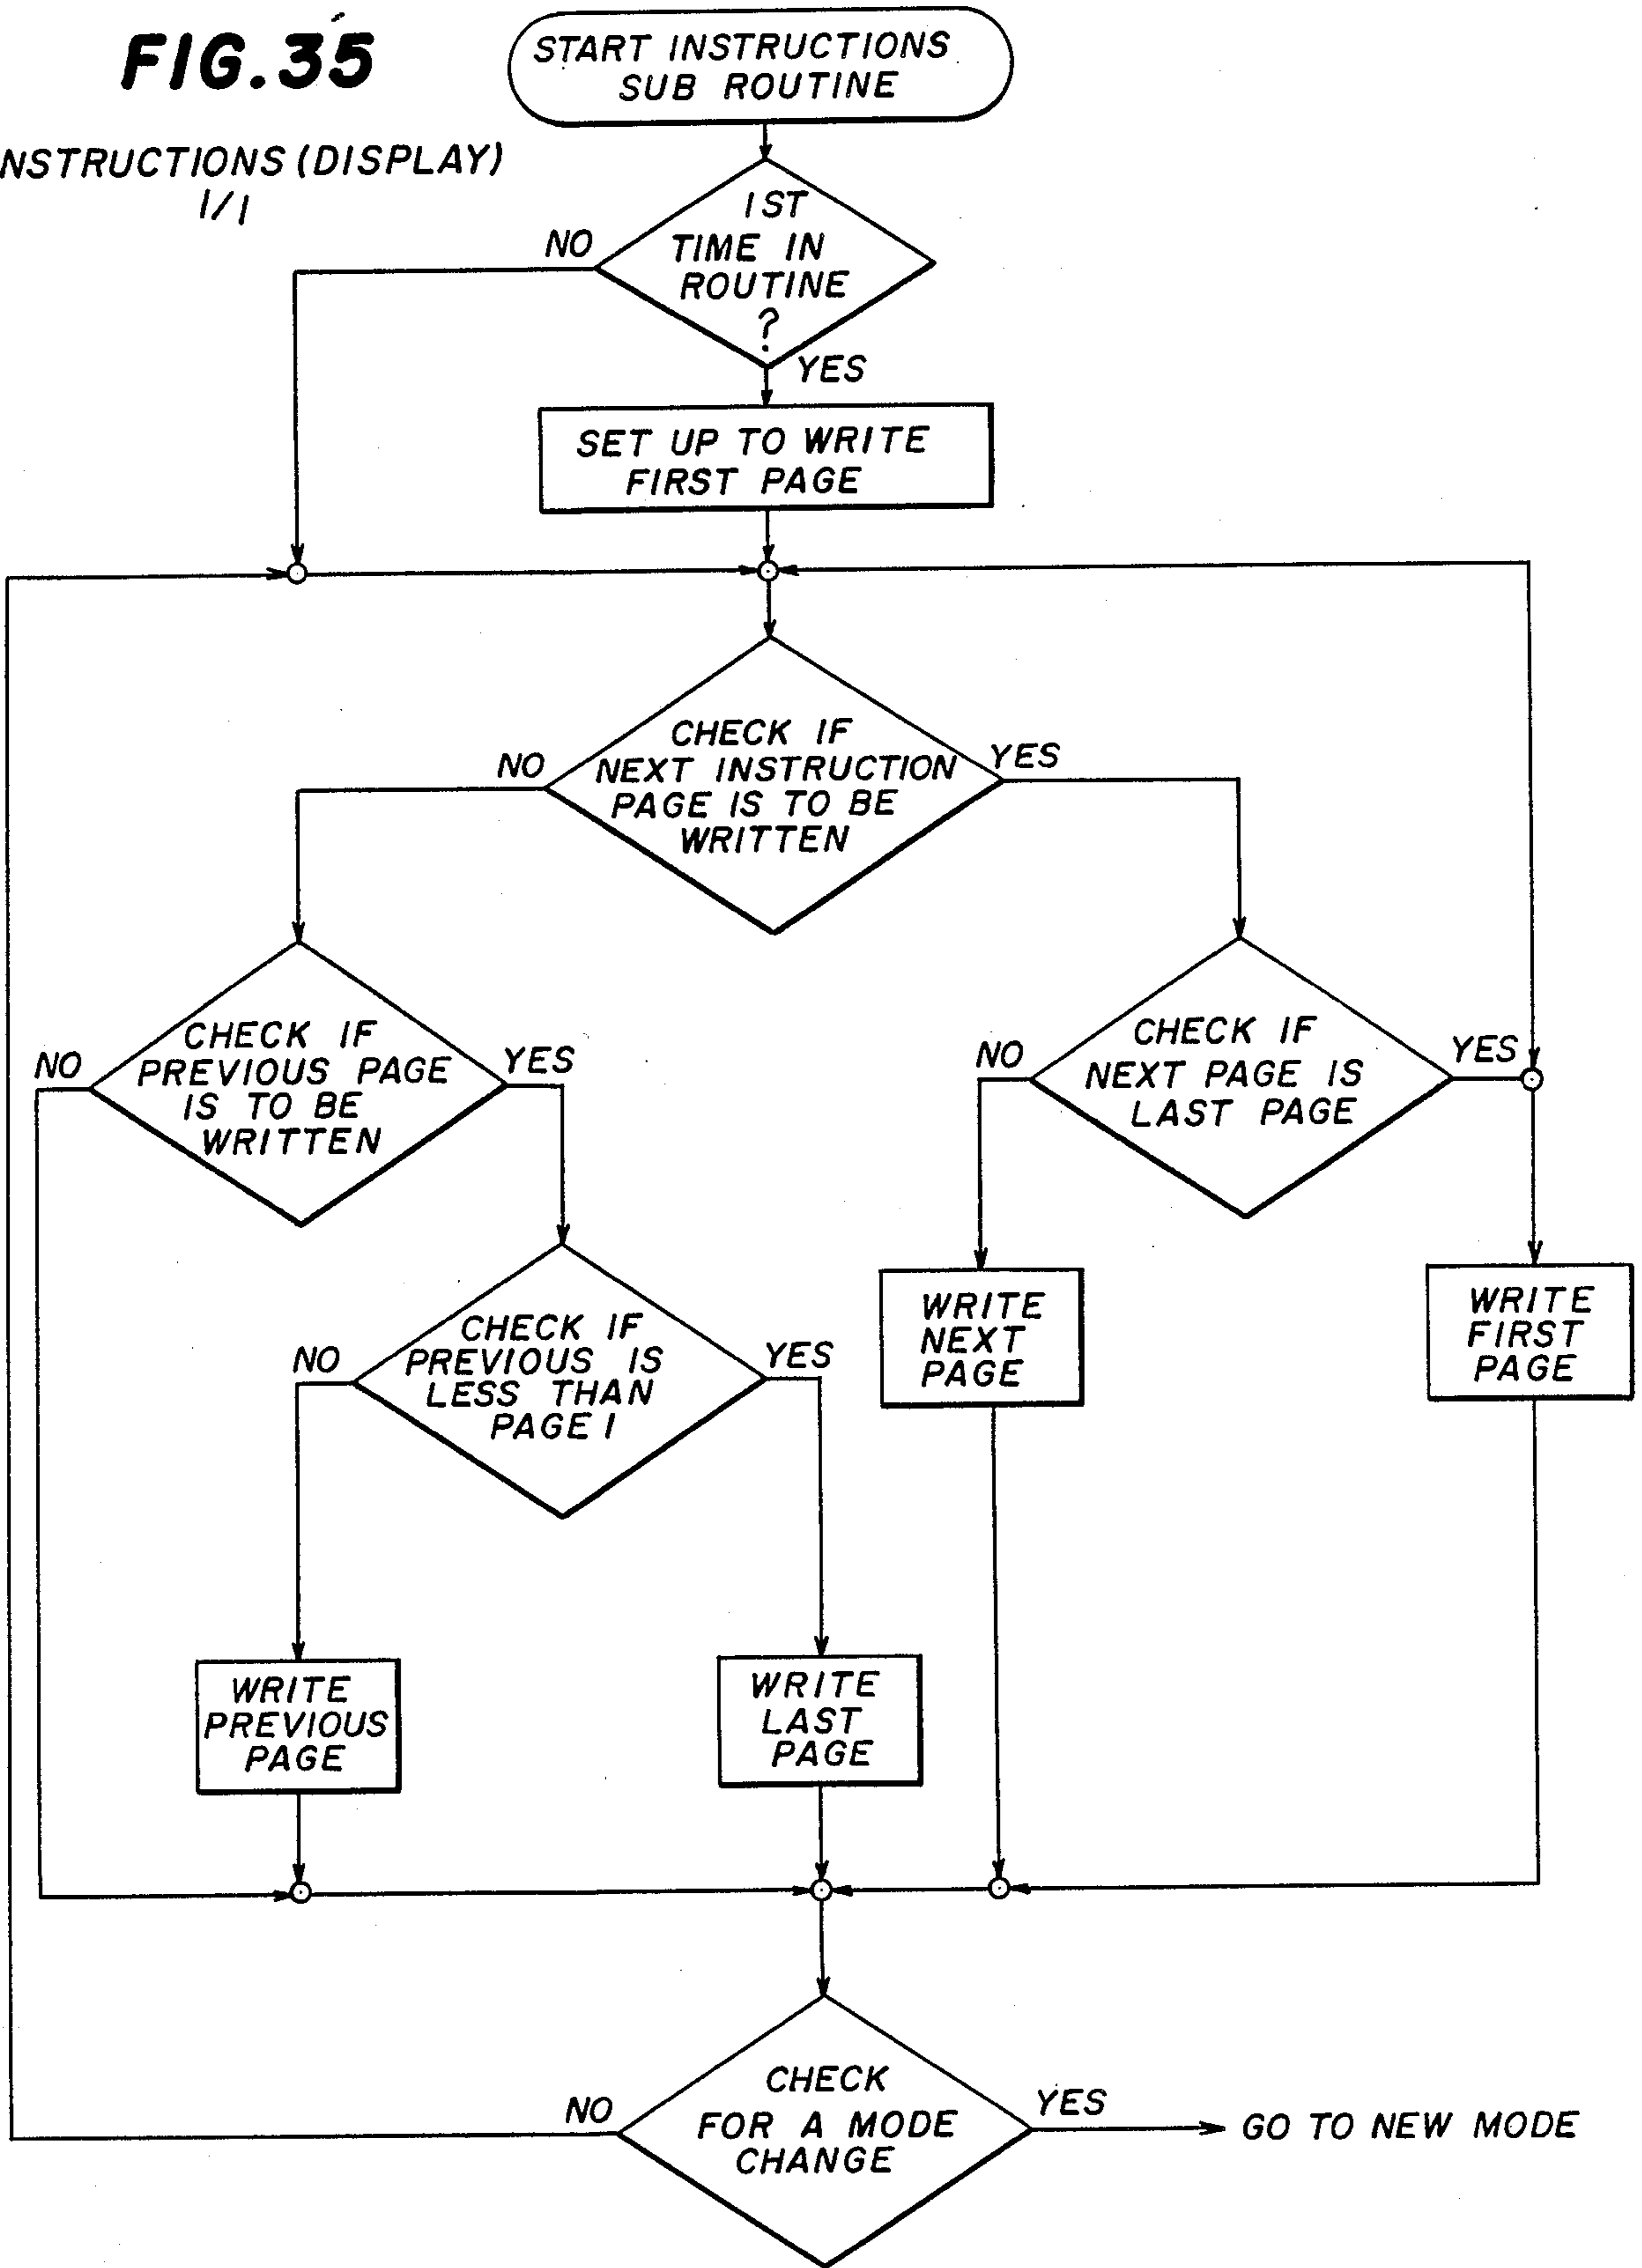 FIG.35
NSTRUCTIONS (DISPLAY)
1/1
START INSTRUCTIONS
SUB ROUTINE
1ST
TIME IN
ROUTINE
?
NO
YES
SET UP TO WRITE
FIRST PAGE
CHECK IF
NEXT INSTRUCTION
PAGE IS TO BE
WRITTEN
NO
YES
CHECK IF
PREVIOUS PAGE
IS TO BE
WRITTEN
NO
YES
CHECK IF
NEXT PAGE IS
LAST PAGE
NO
YES
CHECK IF
PREVIOUS IS
LESS THAN
PAGE 1
NO
YES
WRITE
NEXT
PAGE
WRITE
FIRST
PAGE
WRITE
PREVIOUS
PAGE
WRITE
LAST
PAGE
CHECK
FOR A MODE
CHANGE
NO
YES
GO TO NEW MODE